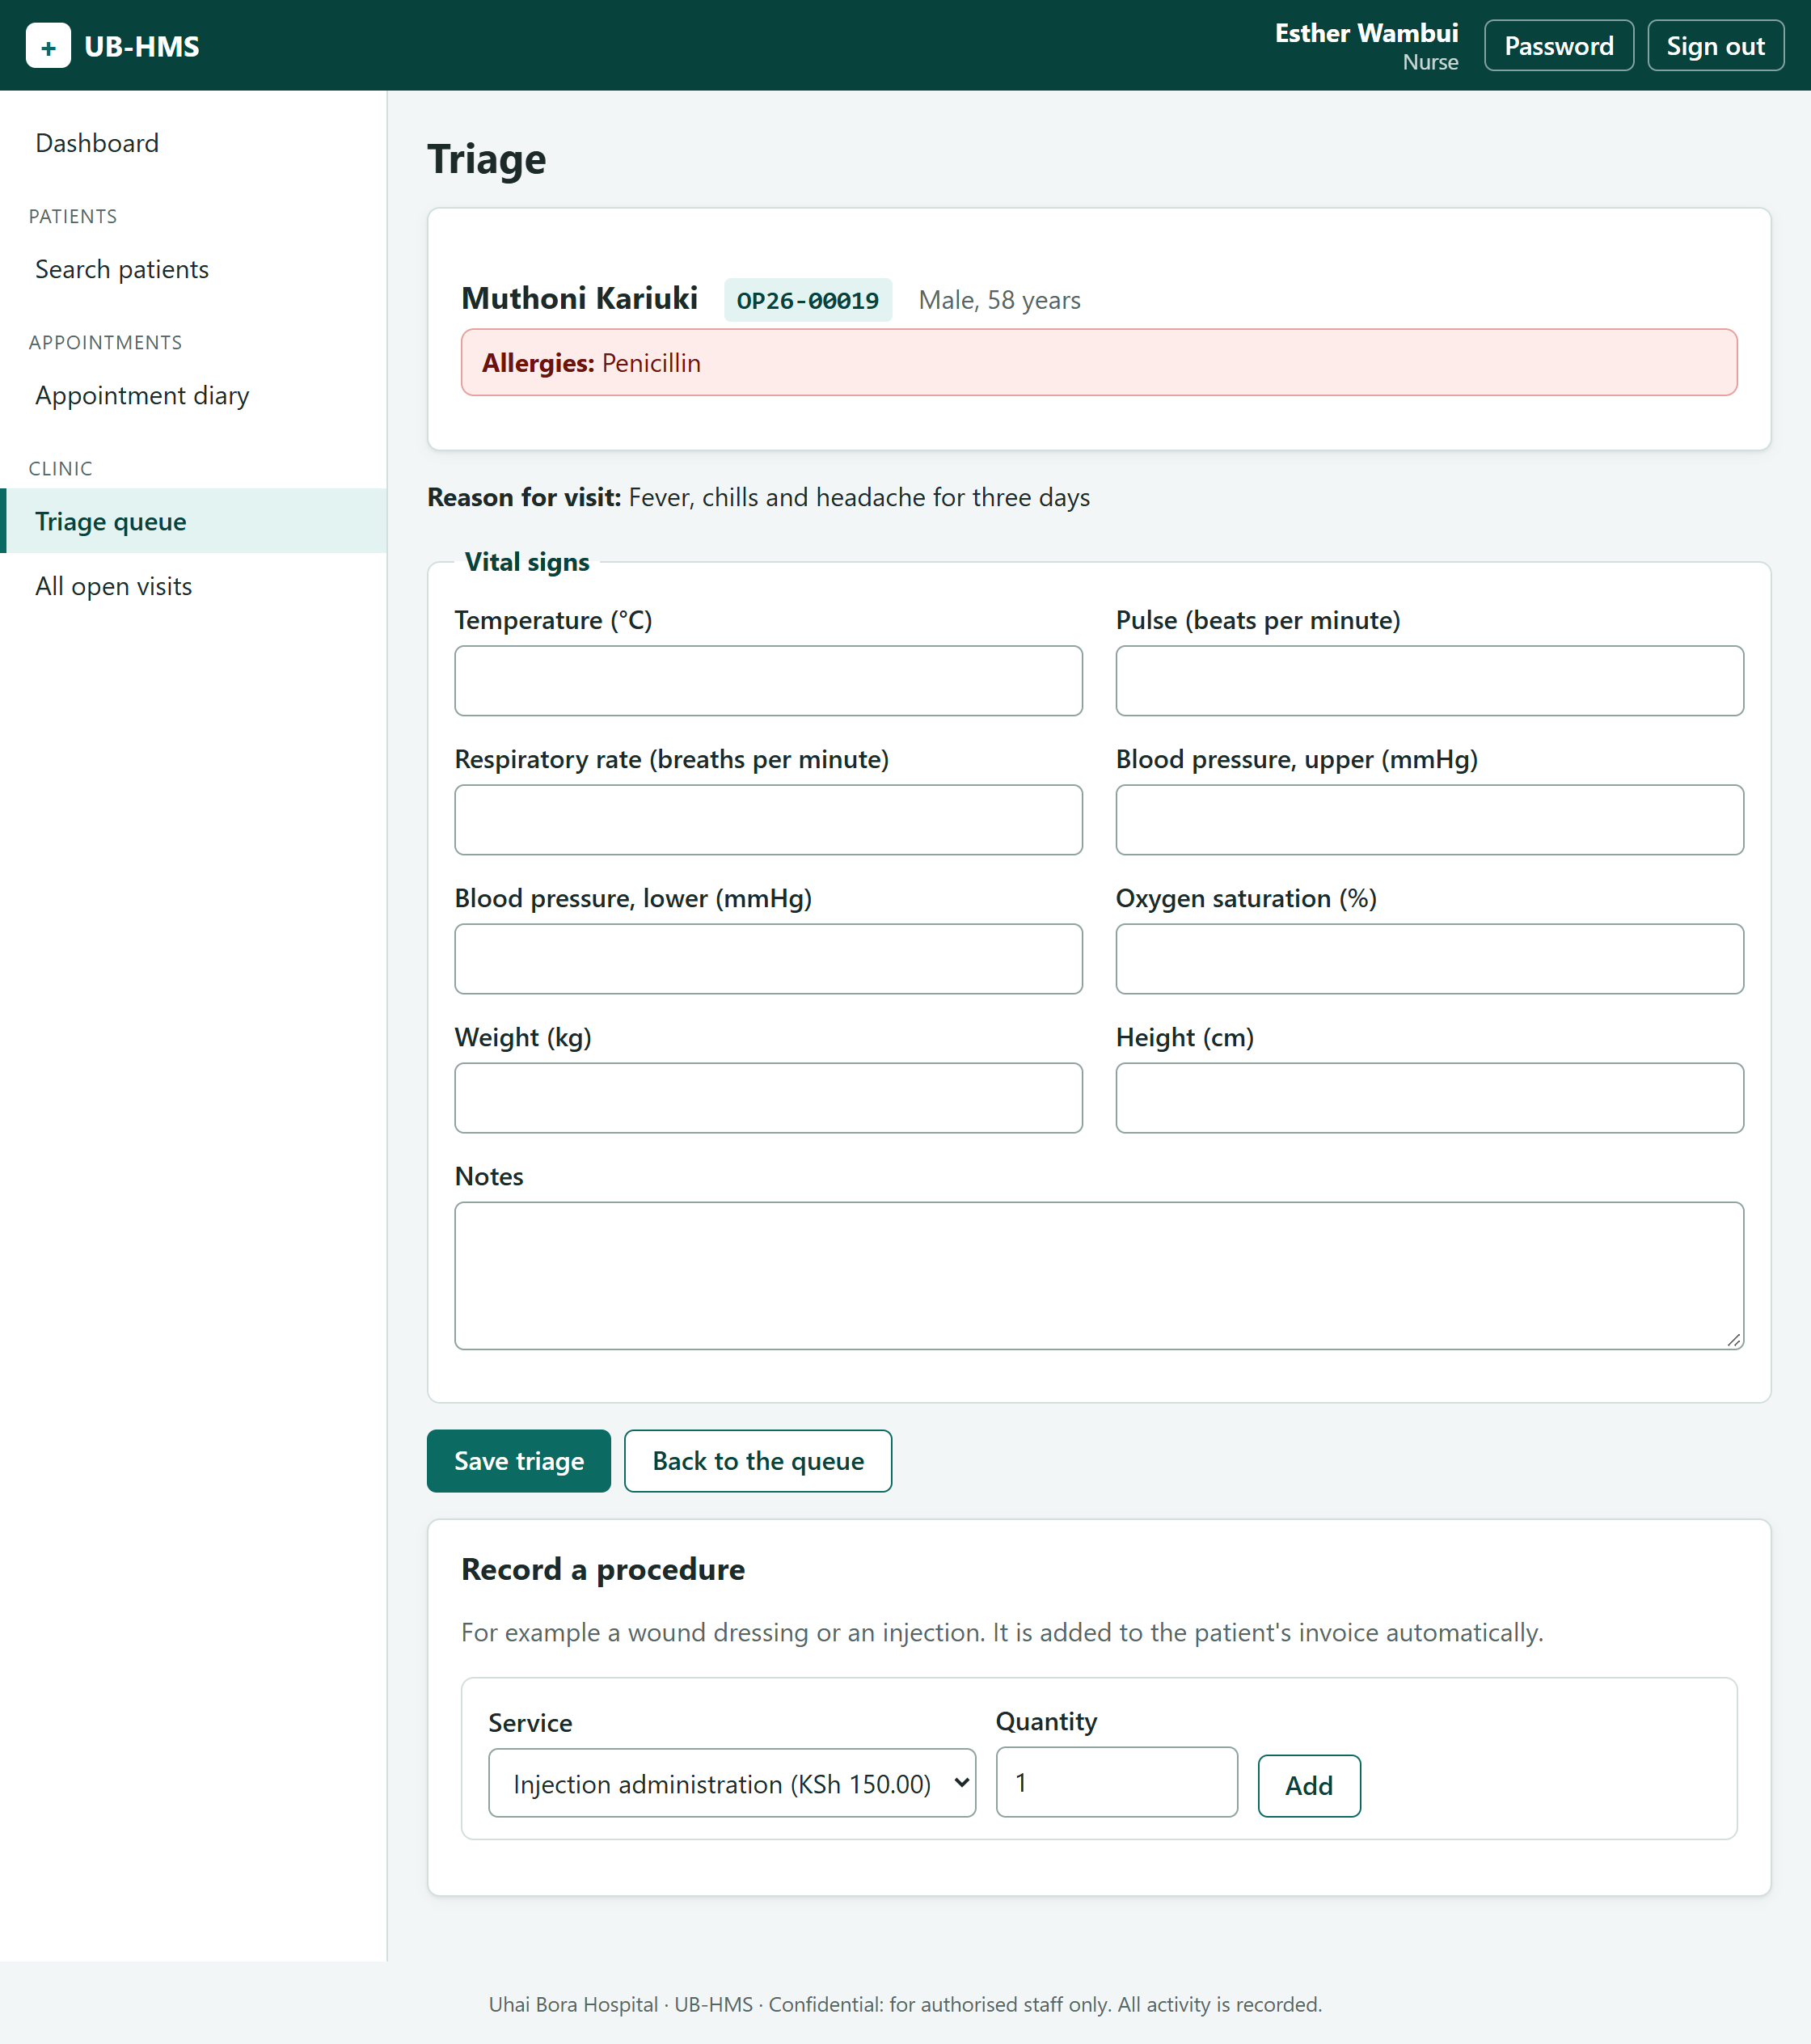 + UB-HMS
Esther Wambui
Nurse
Password
Sign out
Dashboard
PATIENTS
Search patients
APPOINTMENTS
Appointment diary
CLINIC
Triage queue
All open visits
Triage
Muthoni Kariuki OP26-00019 Male, 58 years
Allergies: Penicillin
Reason for visit: Fever, chills and headache for three days
Vital signs
Temperature (°C)
Pulse (beats per minute)
Respiratory rate (breaths per minute)
Blood pressure, upper (mmHg)
Blood pressure, lower (mmHg)
Oxygen saturation (%)
Weight (kg)
Height (cm)
Notes
Save triage
Back to the queue
Record a procedure
For example a wound dressing or an injection. It is added to the patient's invoice automatically.
Service
Quantity
Injection administration (KSh 150.00)
1
Add
Uhai Bora Hospital · UB-HMS · Confidential: for authorised staff only. All activity is recorded.